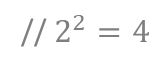 // 2² = 4